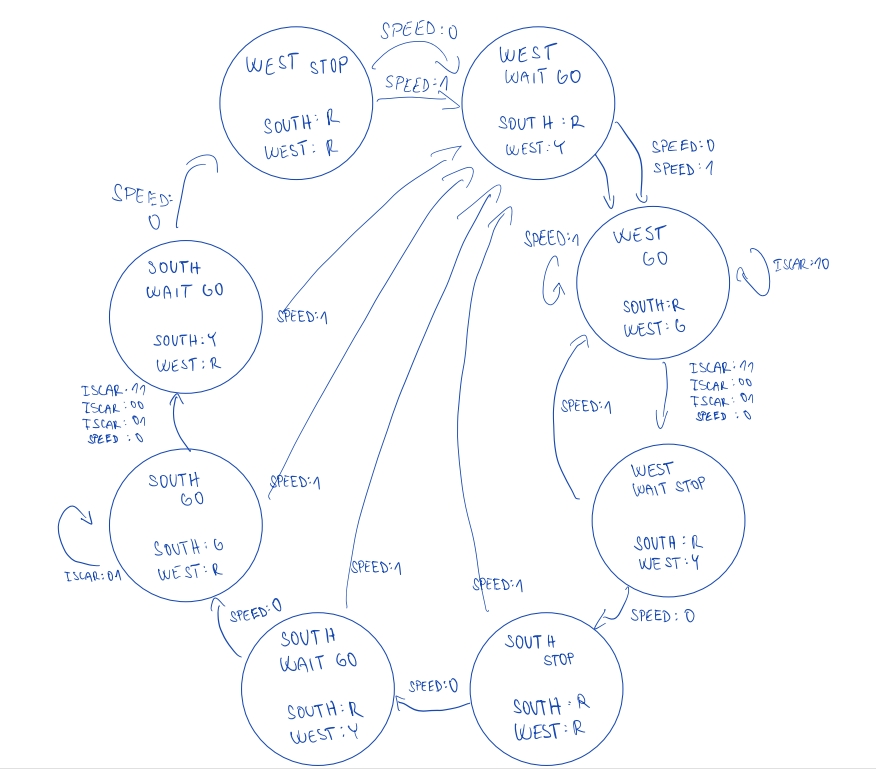 SPEED:0
WEST STOP
SOUTH:R
WEST:R
SPEED:1
WEST
WAIT GO
SOUTH:R
WEST:Y
SPEED:0
SPEED:1
SPEED:
0
SOUTH
WAIT GO
SOUTH:Y
WEST:R
SPEED:1
SPEED:1
WEST
GO
SOUTH:R
WEST:G
ISCAR:10
ISCAR:11
ISCAR:00
ISCAR:01
SPEED:0
ISCAR:11
ISCAR:00
ISCAR:01
SPEED:0
SPEED:1
SOUTH
GO
SOUTH:G
WEST:R
ISCAR:01
SPEED:1
WEST
WAIT STOP
SOUTH:R
WEST:Y
SPEED:1
SPEED:1
SPEED:0
SPEED:0
SOUTH
WAIT GO
SOUTH:R
WEST:Y
SPEED:0
SOUTH
STOP
SOUTH:R
WEST:R